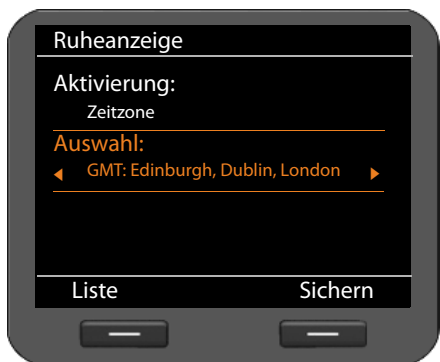 Ruheanzeige
Aktivierung:
Zeitzone
Auswahl:
GMT: Edinburgh, Dublin, London
Liste Sichern